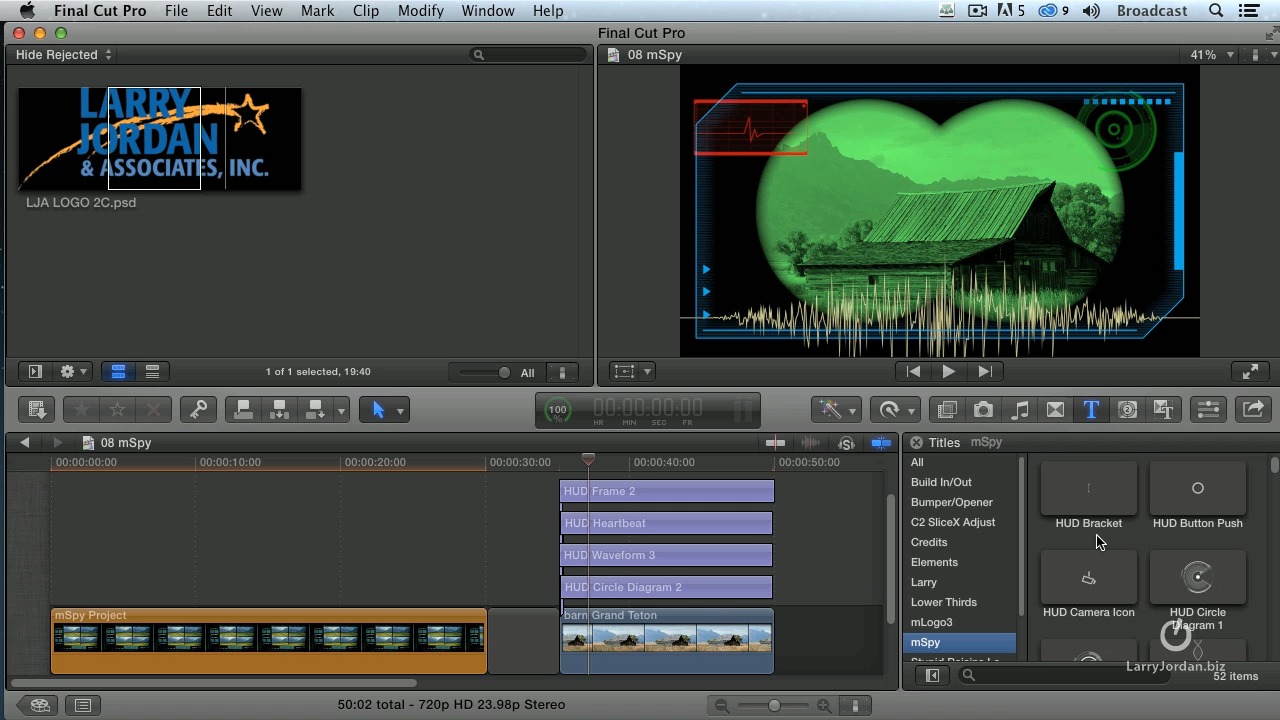 Final Cut Pro File Edit View Mark Clip Modify Window Help 5 9 Broadcast
Final Cut Pro
Hide Rejected
08 mSpy 41%
LARRY
JORDAN
& ASSOCIATES, INC.
LJA LOGO 2C.psd
1 of 1 selected, 19:40 All
100
%
00:00:00:00
HR MIN SEC FR
08 mSpy
Titles mSpy
00:00:00:00 00:00:10:00 00:00:20:00 00:00:30:00 00:00:40:00 00:00:50:00
HUD Frame 2
HUD Heartbeat
HUD Waveform 3
HUD Circle Diagram 2
mSpy Project
barn Grand Teton
All
Build In/Out
Bumper/Opener
C2 SliceX Adjust
Credits
Elements
Larry
Lower Thirds
mLogo3
mSpy
HUD Bracket
HUD Button Push
HUD Camera Icon
HUD Circle
Diagram 1
LarryJordan.biz
52 items
50:02 total - 720p HD 23.98p Stereo